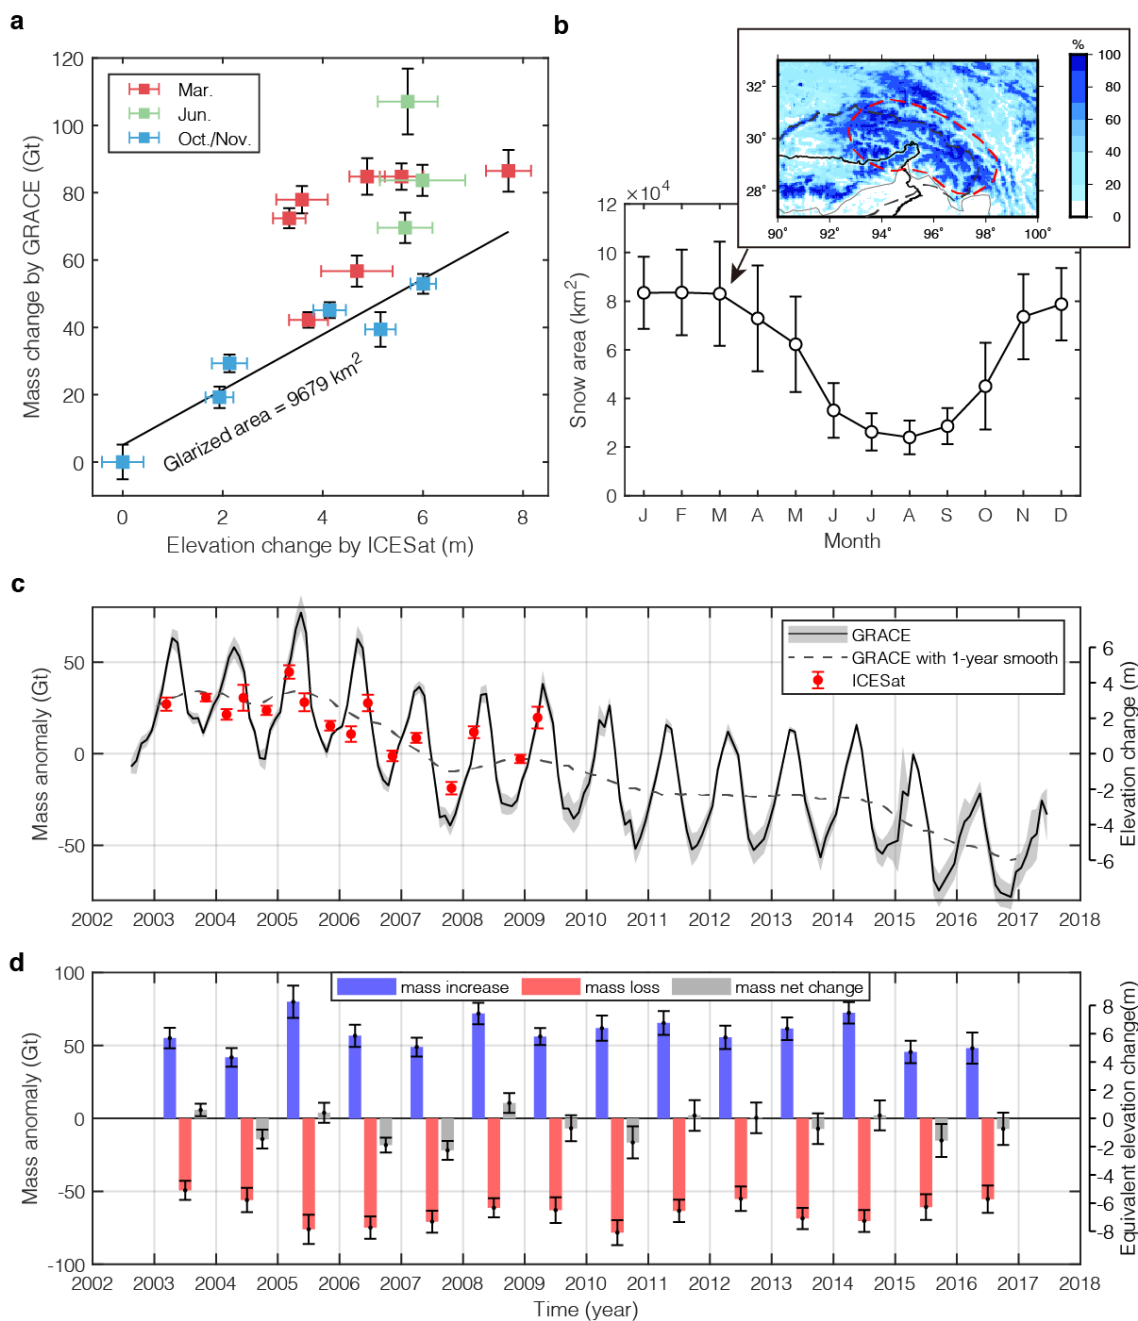 a
120
100
80
60
40
20
0
Mass change by GRACE (Gt)
Mar.
Jun.
Oct./Nov.
Glarized area = 9679 km²
0 2 4 6 8
Elevation change by ICESat (m)
b
%
100
80
60
40
20
0
32°
30°
28°
90° 92° 94° 96° 98° 100°
×10⁴
12
10
8
6
4
2
0
Snow area (km²)
J F M A M J J A S O N D
Month
c
50
0
-50
Mass anomaly (Gt)
GRACE
GRACE with 1-year smooth
ICESat
6
4
2
0
-2
-4
-6
Elevation change (m)
2002 2003 2004 2005 2006 2007 2008 2009 2010 2011 2012 2013 2014 2015 2016 2017 2018
d
100
50
0
-50
-100
Mass anomaly (Gt)
mass increase mass loss mass net change
8
6
4
2
0
-2
-4
-6
-8
Equivalent elevation change(m)
2002 2003 2004 2005 2006 2007 2008 2009 2010 2011 2012 2013 2014 2015 2016 2017 2018
Time (year)